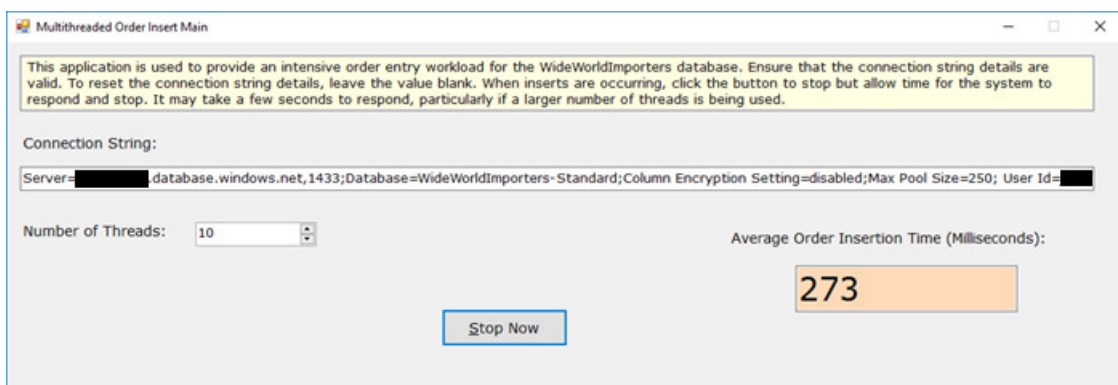 Multithreaded Order Insert Main
This application is used to provide an intensive order entry workload for the WideWorldImporters database. Ensure that the connection string details are
valid. To reset the connection string details, leave the value blank. When inserts are occurring, click the button to stop but allow time for the system to
respond and stop. It may take a few seconds to respond, particularly if a larger number of threads is being used.
Connection String:
Server= .database.windows.net,1433;Database=WideWorldImporters-Standard;Column Encryption Setting=disabled;Max Pool Size=250; User Id=
Number of Threads:
10
Average Order Insertion Time (Milliseconds):
273
Stop Now